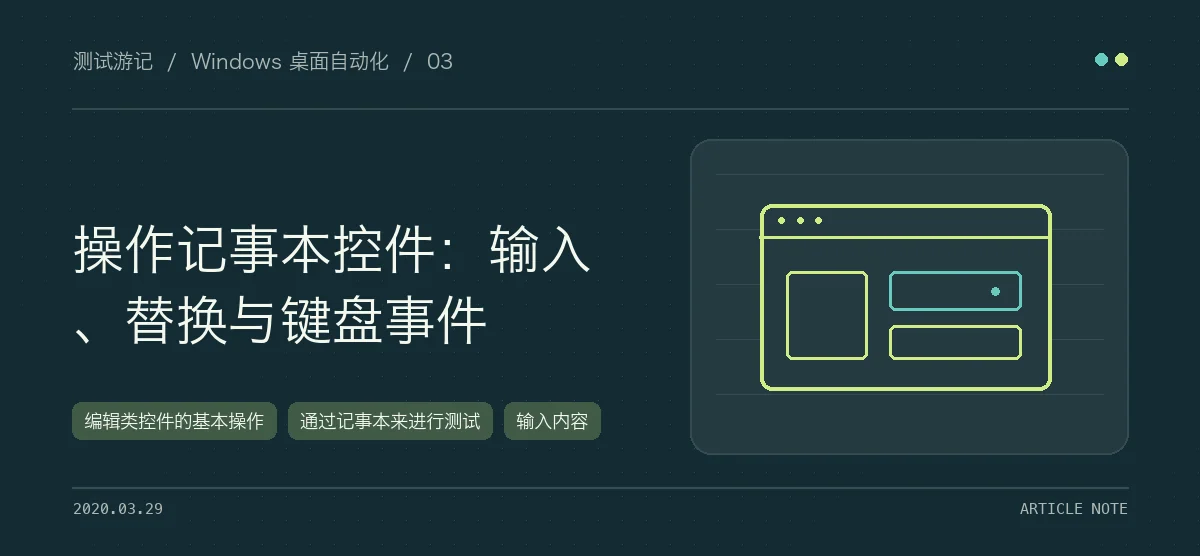 测试游记 / Windows 桌面自动化 / 03
操作记事本控件：输入
、替换与键盘事件
编辑类控件的基本操作 通过记事本来进行测试 输入内容
2020.03.29 ARTICLE NOTE